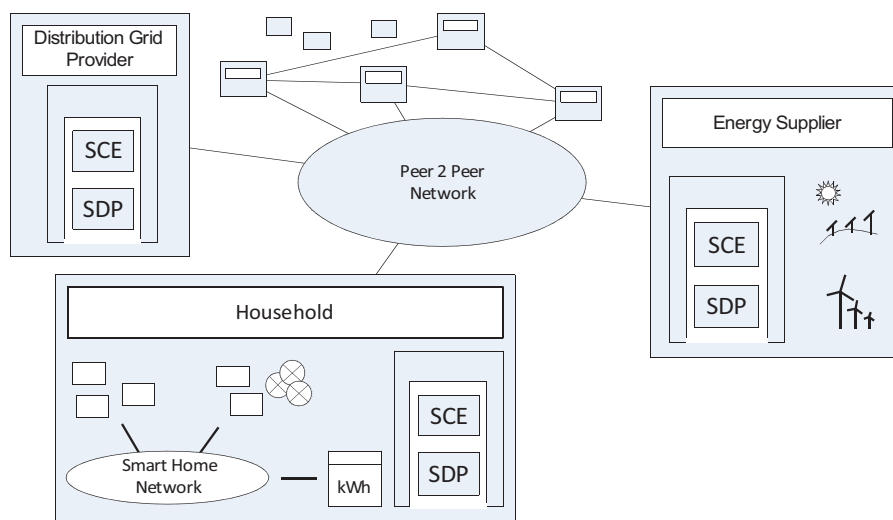 Distribution Grid
Provider
SCE
SDP
Peer 2 Peer
Network
Energy Supplier
SCE
SDP
Household
SCE
SDP
Smart Home
Network
kWh